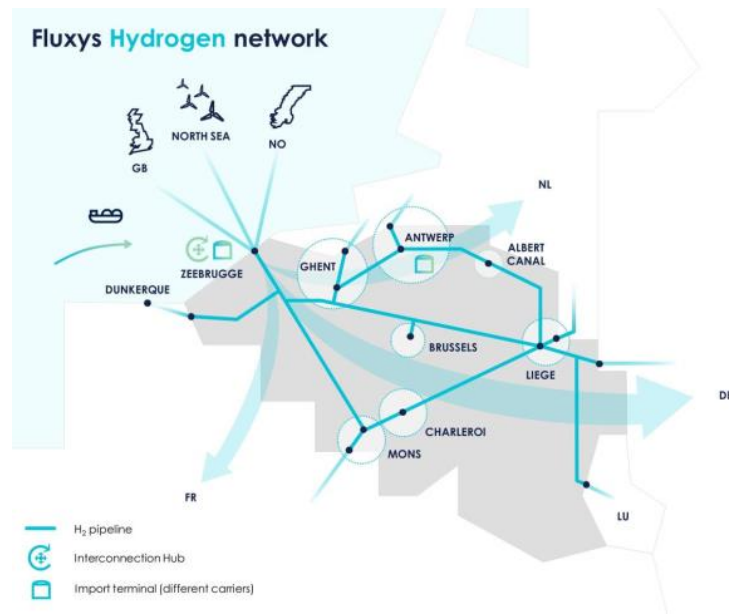 Fluxys Hydrogen network
NORTH SEA
NO
GB
NL
ANTWERP
ALBERT
CANAL
GHENT
ZEEBRUGGE
DUNKERQUE
BRUSSELS
LIEGE
DE
CHARLEROI
MONS
FR
LU
H₂ pipeline
Interconnection Hub
Import terminal (different carriers)